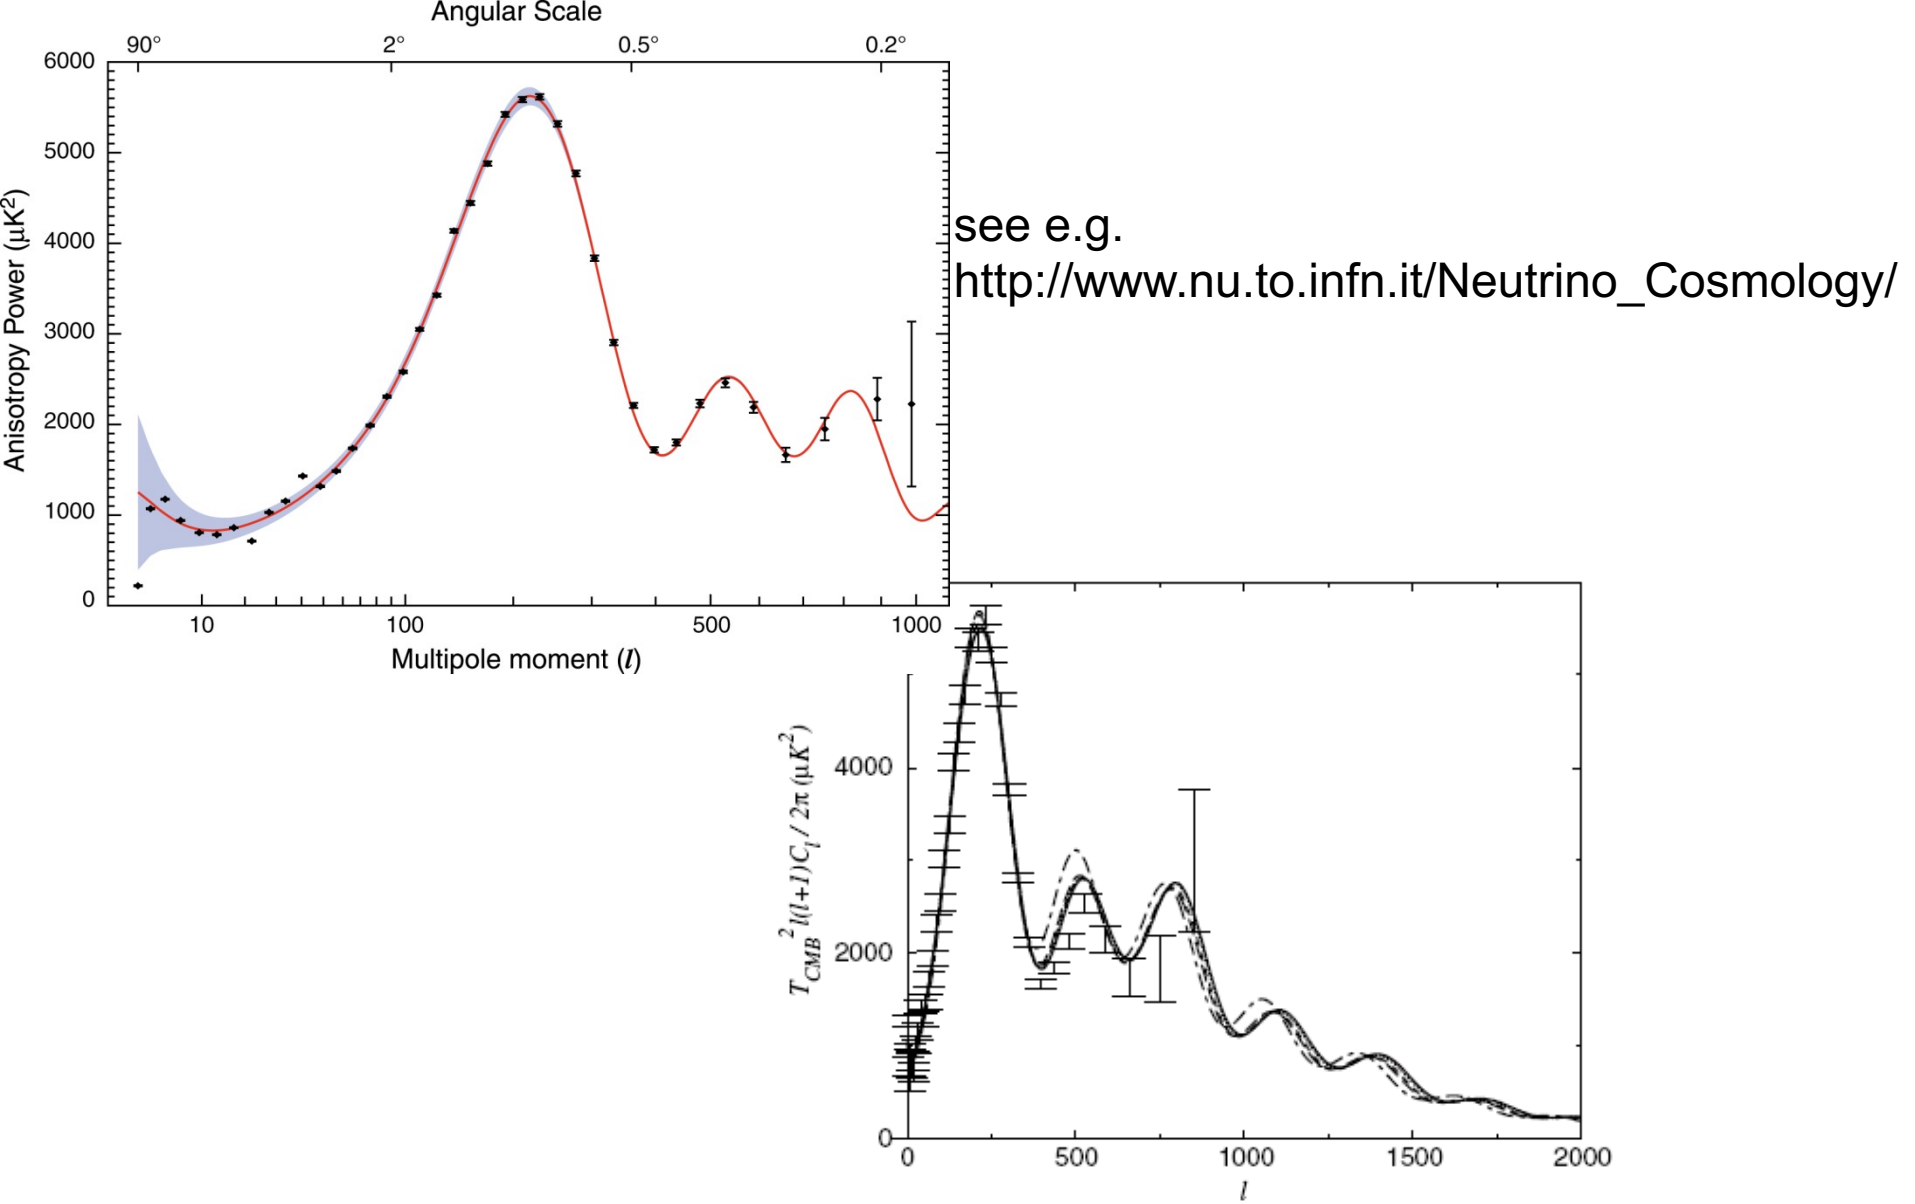 Angular Scale
90° 2° 0.5° 0.2°
6000
5000
4000
3000
2000
1000
0
Anisotropy Power (μK²)
10 100 500 1000
Multipole moment (l)
see e.g.
http://www.nu.to.infn.it/Neutrino_Cosmology/
4000
2000
0
T_CMB² l(l+1)C_l / 2π (μK²)
0 500 1000 1500 2000
l